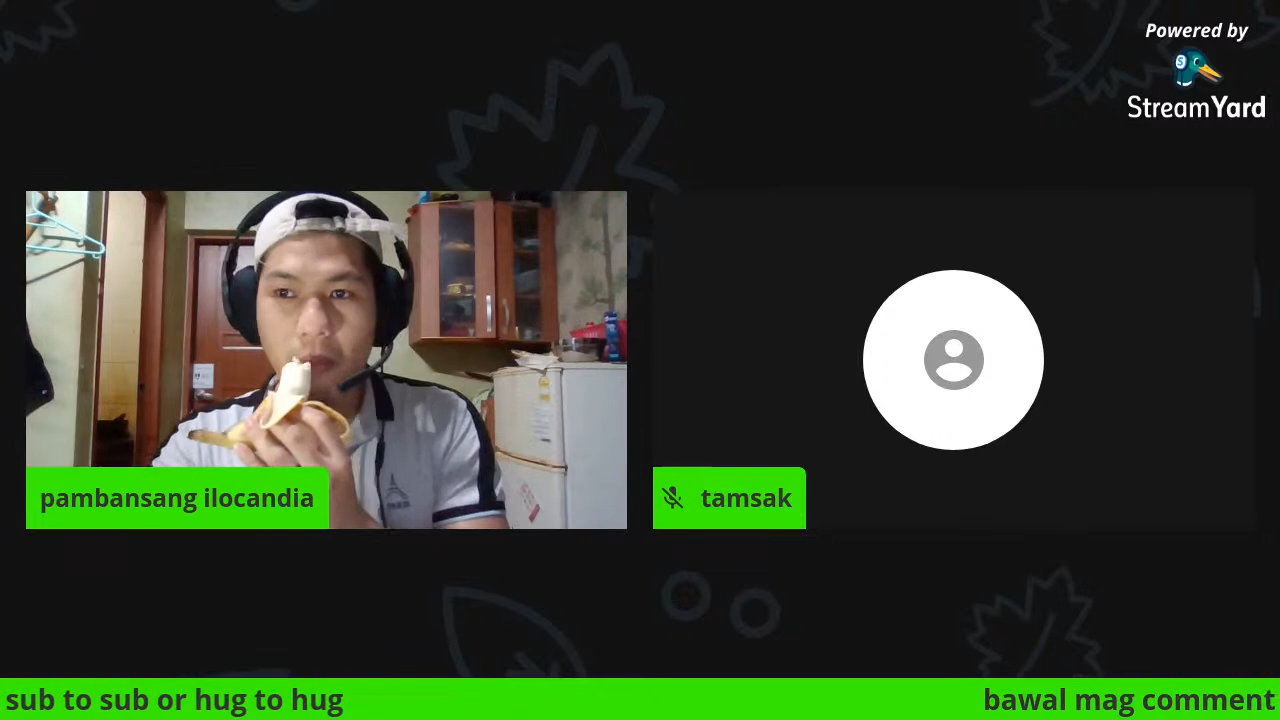 Powered by
StreamYard
pambansang ilocandia
tamsak
sub to sub or hug to hug
bawal mag comment